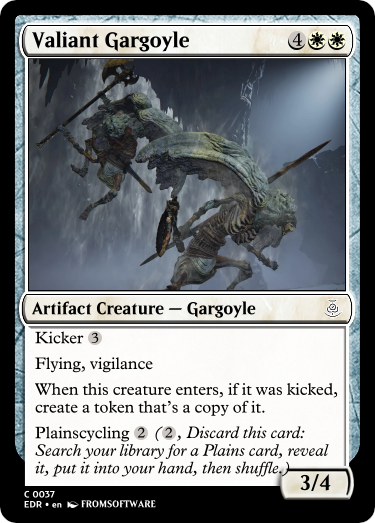 Valiant Gargoyle 4
Artifact Creature — Gargoyle
Kicker 3
Flying, vigilance
When this creature enters, if it was kicked,
create a token that's a copy of it.
Plainscycling 2 (2, Discard this card:
Search your library for a Plains card, reveal
it, put it into your hand, then shuffle.)
3/4
C 0037
EDR • en FROMSOFTWARE